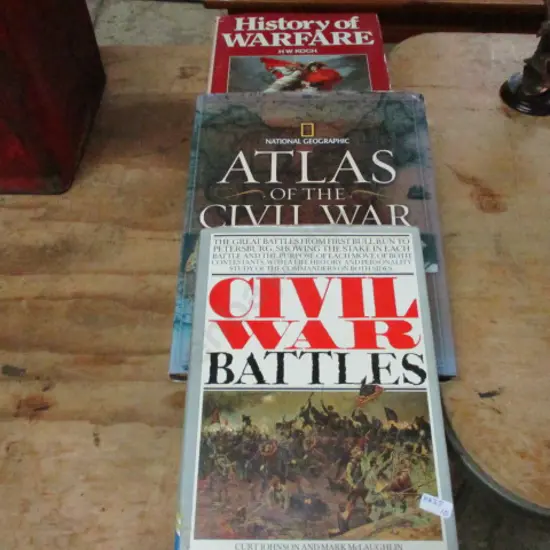 History of
WARFARE
H W KOCH
NATIONAL GEOGRAPHIC
ATLAS
OF THE
CIVIL WAR
THE GREAT BATTLES FROM FIRST BULL RUN TO
PETERSBURG, SHOWING THE STAKE IN EACH
BATTLE AND THE PURPOSE OF EACH MOVE OF BOTH
CONTESTANTS, WITH A LIFE HISTORY AND PERSONALITY
STUDY OF THE COMMANDERS ON BOTH SIDES.
CIVIL
WAR
BATTLES
CURT JOHNSON AND MARK McLAUGHLIN